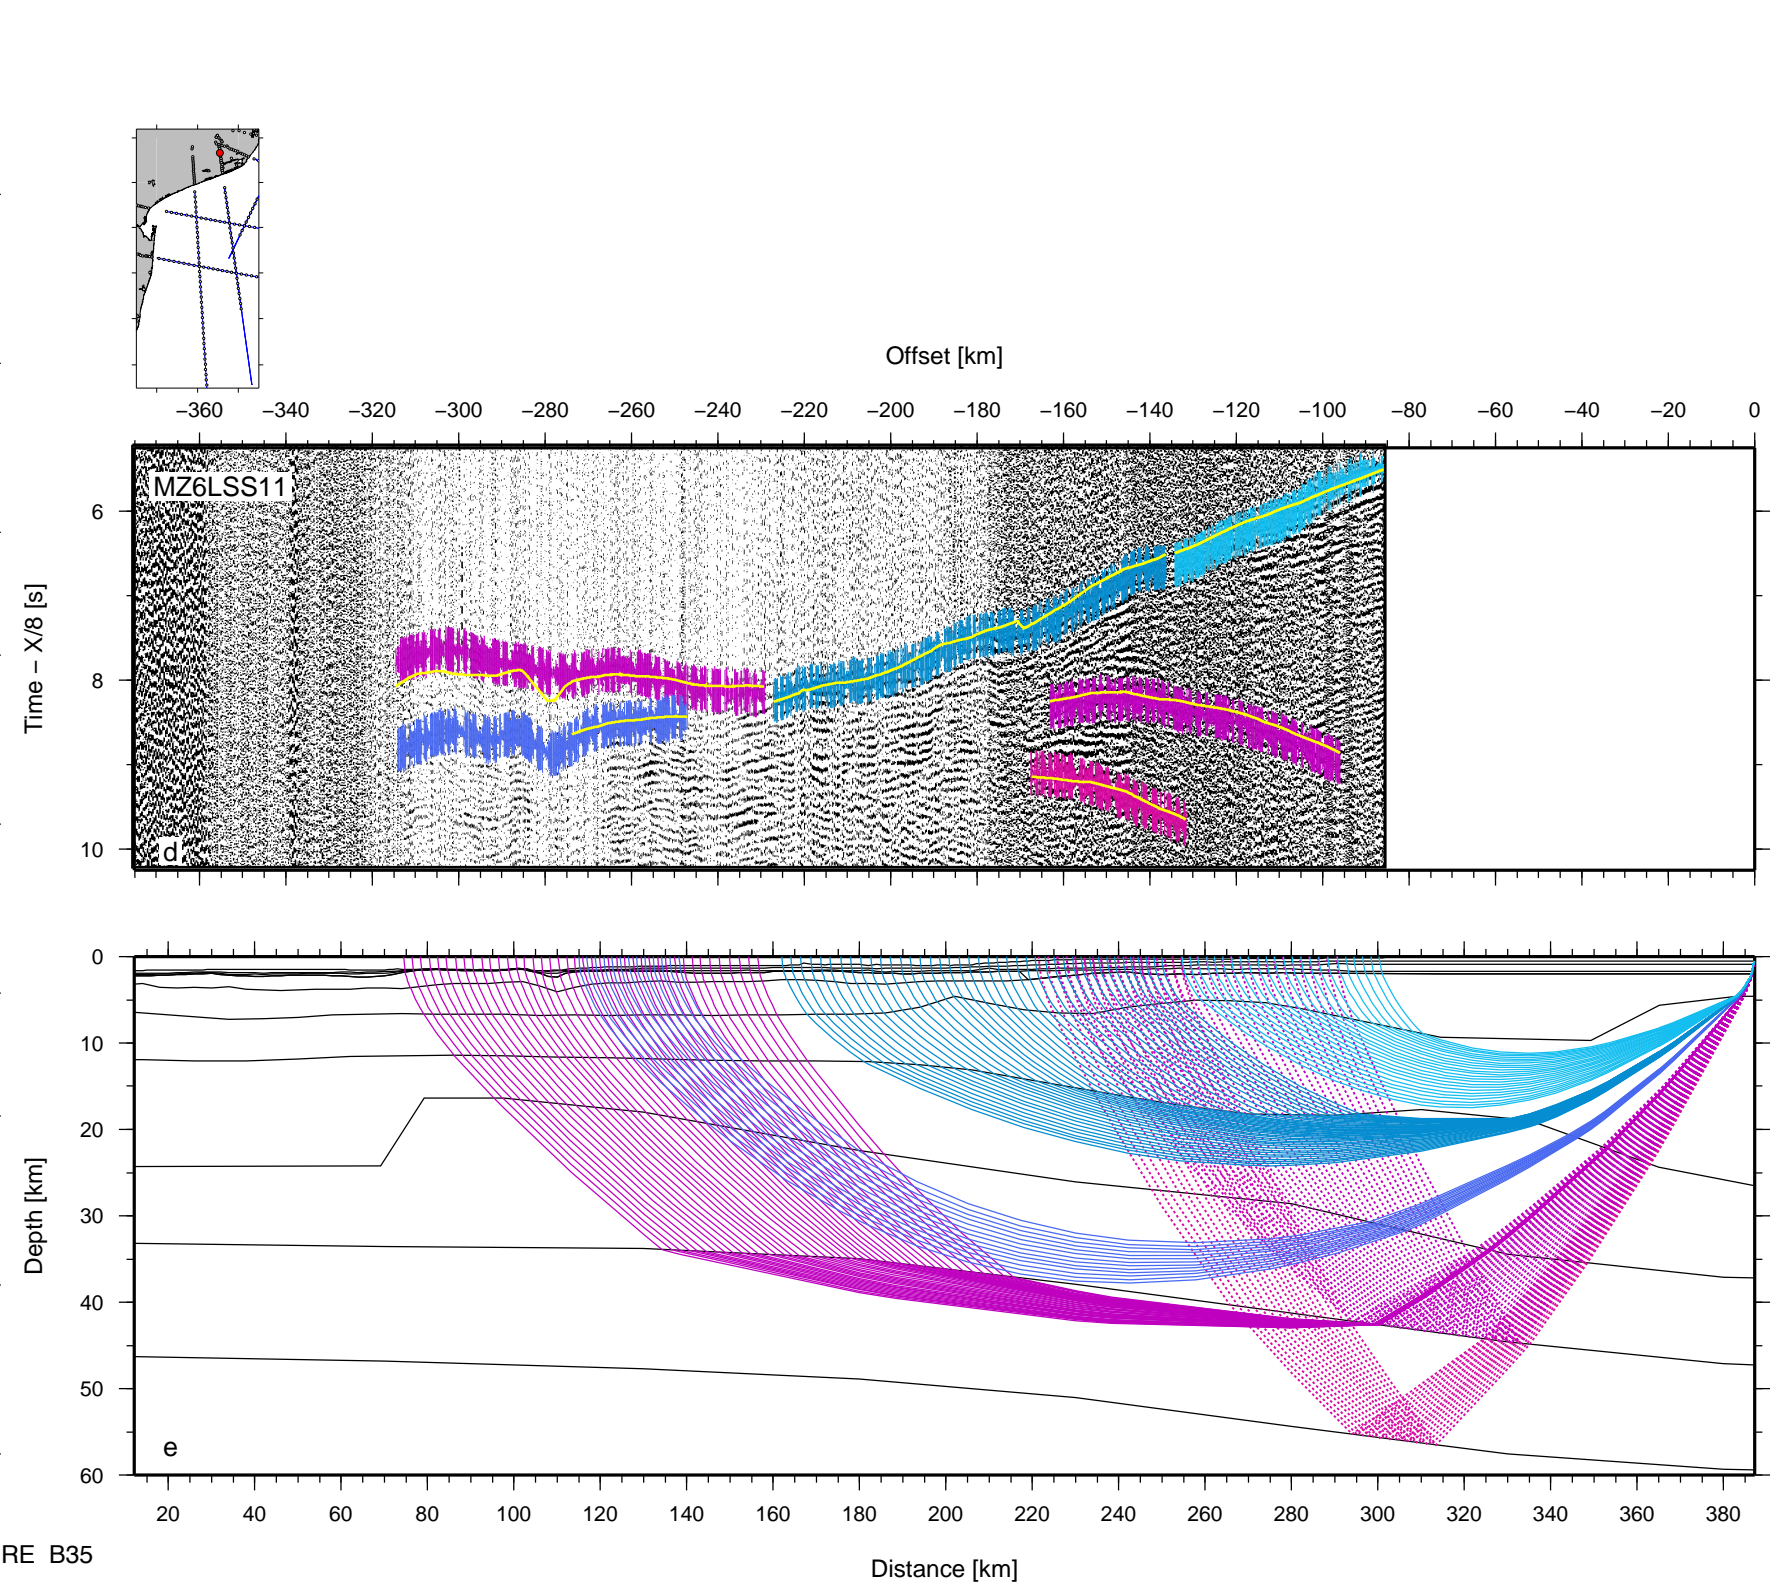 Offset [km]
−360 −340 −320 −300 −280 −260 −240 −220 −200 −180 −160 −140 −120 −100 −80 −60 −40 −20 0
MZ6LSS11
6
8
10
Time − X/8 [s]
d
0
10
20
30
40
50
60
Depth [km]
e
20 40 60 80 100 120 140 160 180 200 220 240 260 280 300 320 340 360 380
Distance [km]
RE B35